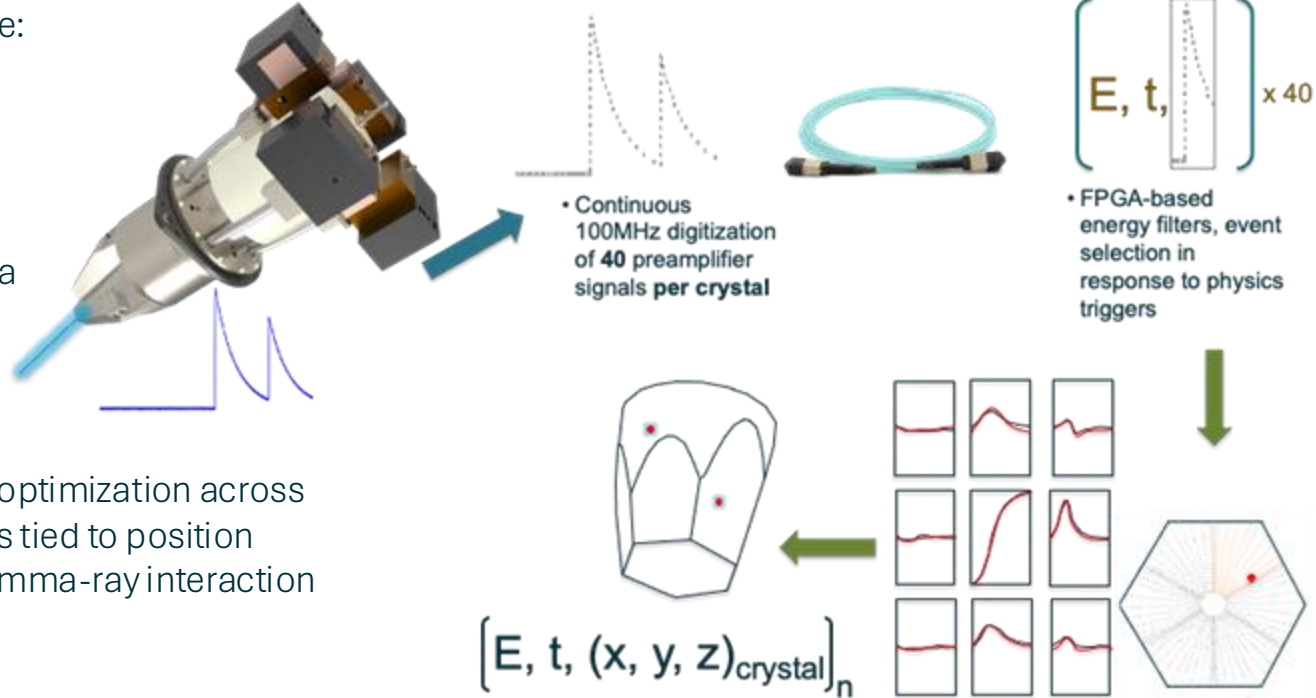 e:
a
• Continuous
100MHz digitization
of 40 preamplifier
signals per crystal
E, t,
x 40
• FPGA-based
energy filters, event
selection in
response to physics
triggers
optimization across
s tied to position
mma-ray interaction
[E, t, (x, y, z)crystal]n